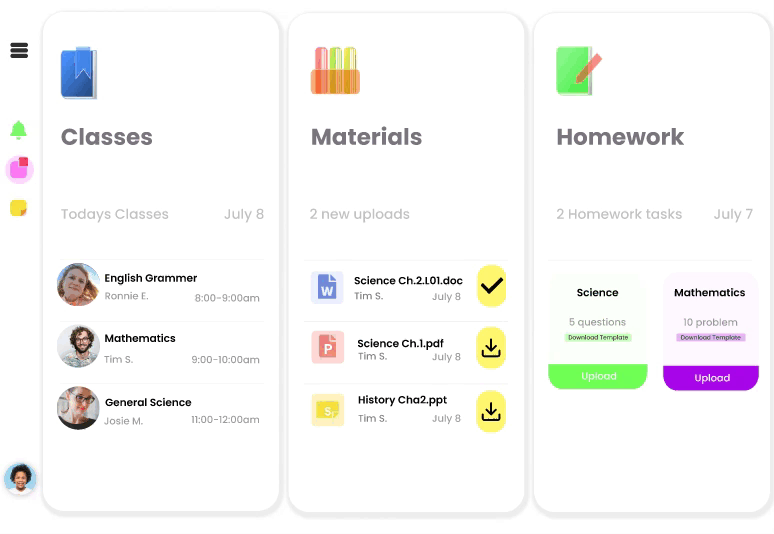 Classes
Todays Classes July 8
English Grammer
Ronnie E. 8:00-9:00am
Mathematics
Tim S. 9:00-10:00am
General Science
Josie M. 11:00-12:00am
Materials
2 new uploads
W
Science Ch.2.L01.doc
Tim S. July 8
P
Science Ch.1.pdf
Tim S. July 8
S
History Cha2.ppt
Tim S. July 8
Homework
2 Homework tasks July 7
Science
5 questions
Download Template
Upload
Mathematics
10 problem
Download Template
Upload